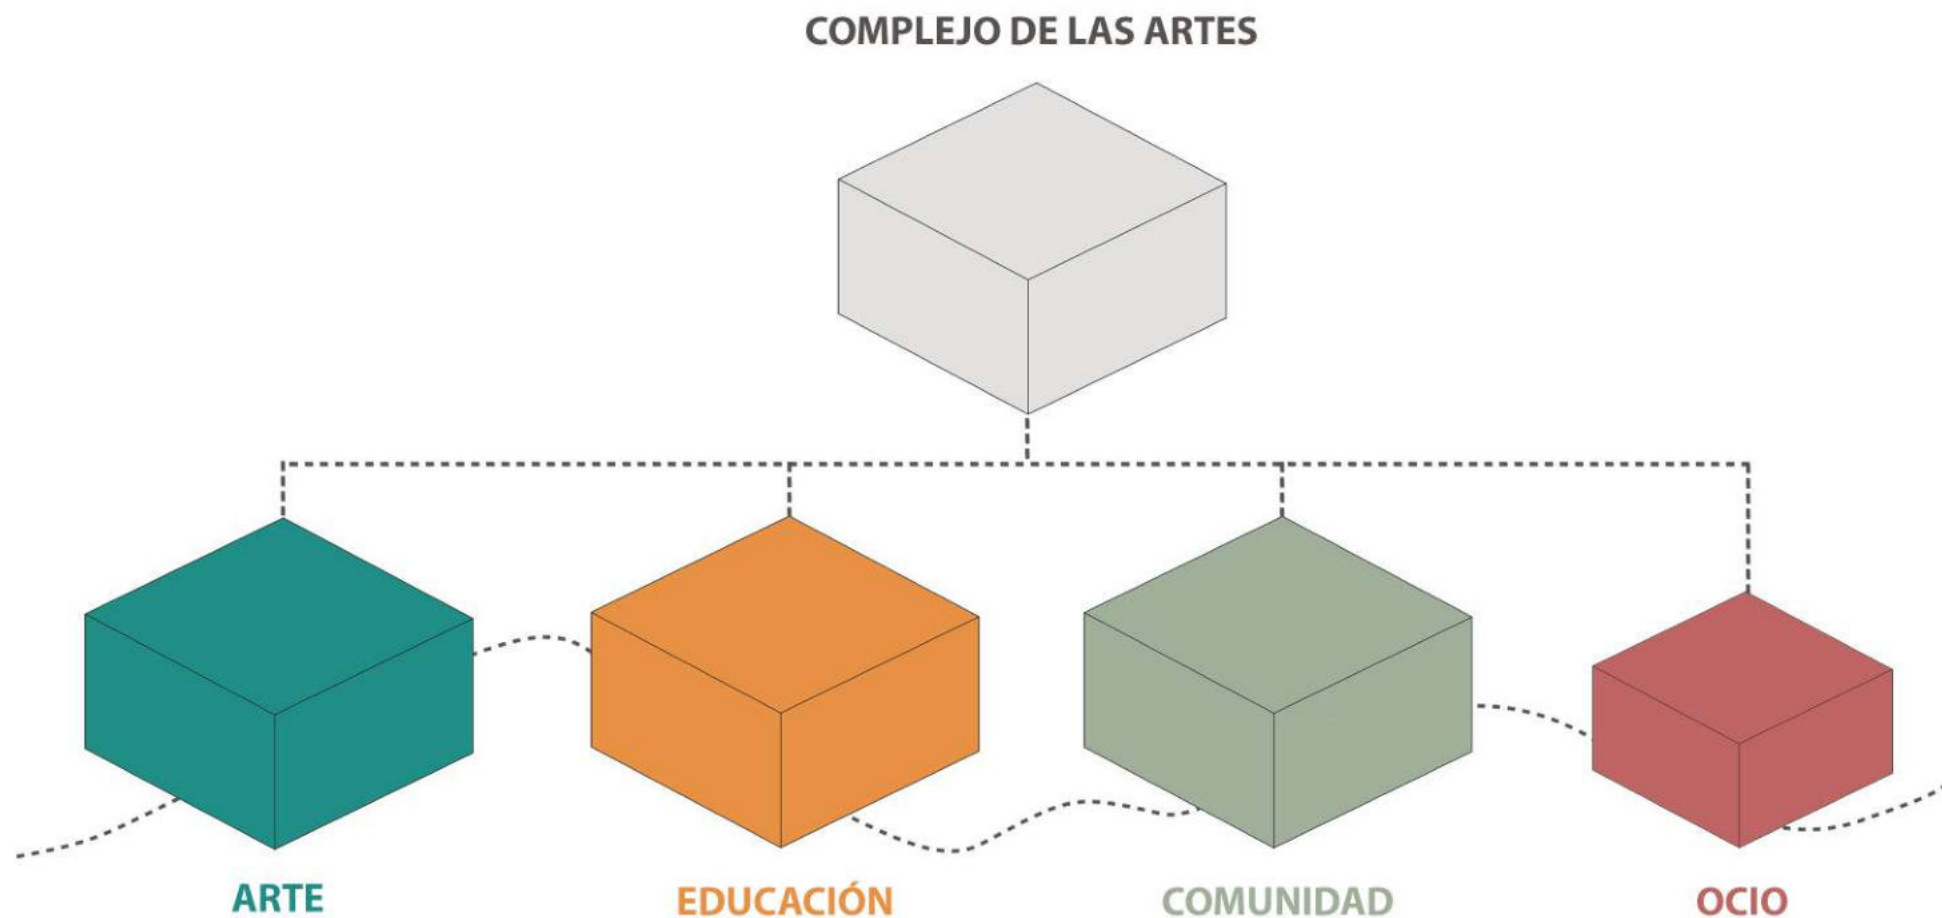 COMPLEJO DE LAS ARTES
ARTE
EDUCACIÓN
COMUNIDAD
OCIO